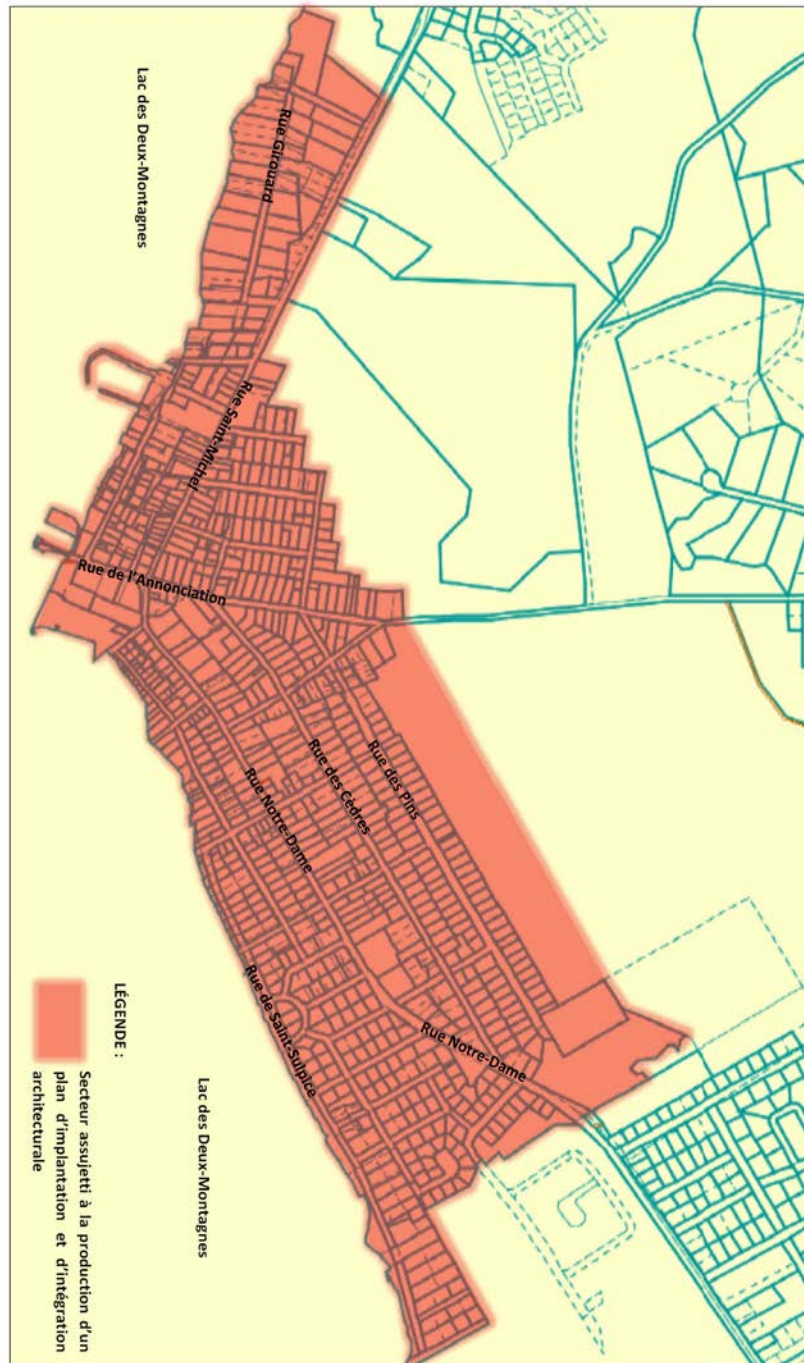 Lac des Deux-Montagnes
Rue Girouard
Rue Saint-Michel
Rue de l'Annonciation
Rue des Pins
Rue des Cèdres
Rue Notre-Dame
Rue Notre-Dame
Rue de Saint-Sulpice
Lac des Deux-Montagnes
LÉGENDE :
Secteur assujetti à la production d'un
plan d'implantation et d'intégration
architecturale